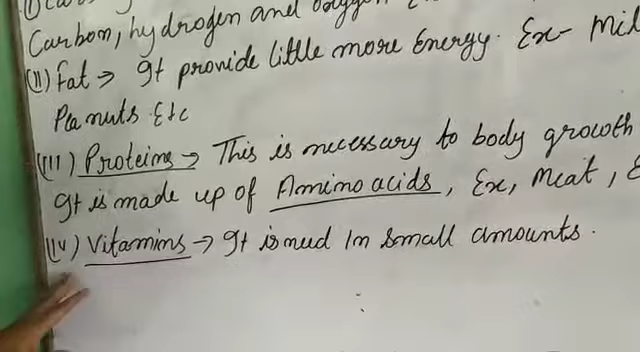 Carbon, hydrogen and
(ii) Fat → It provide little more Energy. Ex- Mil
Peanuts Etc
(iii) Proteins → This is necessary to body growth
It is made up of Amino acids, Ex, Meat,
(iv) Vitamins → It is need In small amounts.